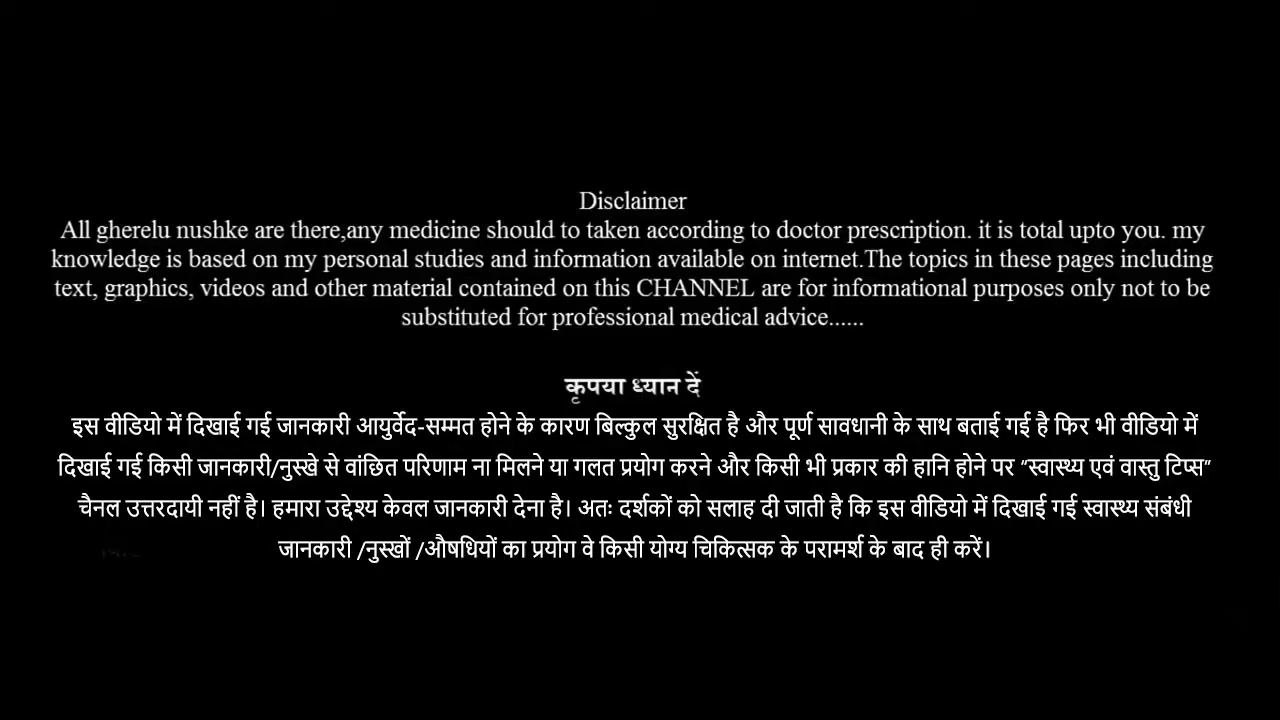 Disclaimer
All gherelu nushke are there,any medicine should to taken according to doctor prescription. it is total upto you. my
knowledge is based on my personal studies and information available on internet.The topics in these pages including
text, graphics, videos and other material contained on this CHANNEL are for informational purposes only not to be
substituted for professional medical advice......
कृपया ध्यान दें
इस वीडियो में दिखाई गई जानकारी आयुर्वेद-सम्मत होने के कारण बिल्कुल सुरक्षित है और पूर्ण सावधानी के साथ बताई गई है फिर भी वीडियो में
दिखाई गई किसी जानकारी/नुस्खे से वांछित परिणाम ना मिलने या गलत प्रयोग करने और किसी भी प्रकार की हानि होने पर “स्वास्थ्य एवं वास्तु टिप्स”
चैनल उत्तरदायी नहीं है। हमारा उद्देश्य केवल जानकारी देना है। अतः दर्शकों को सलाह दी जाती है कि इस वीडियो में दिखाई गई स्वास्थ्य संबंधी
जानकारी /नुस्खों /औषधियों का प्रयोग वे किसी योग्य चिकित्सक के परामर्श के बाद ही करें।